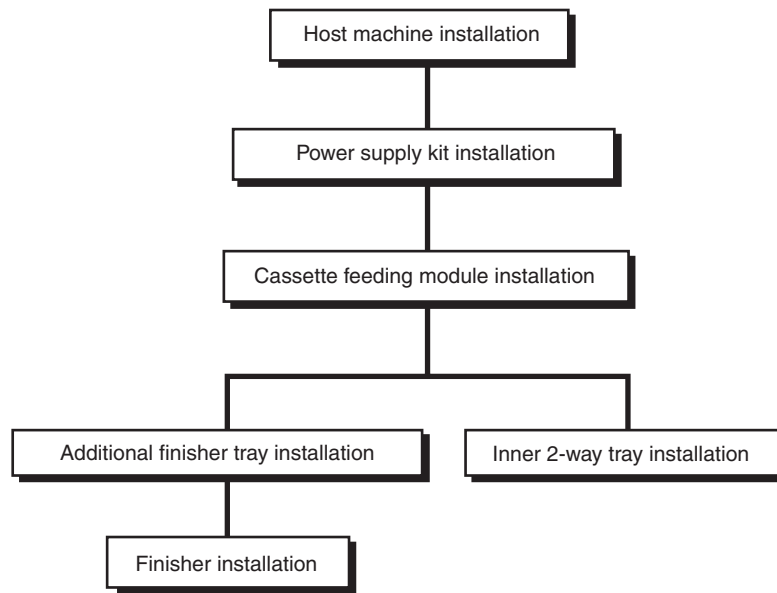 Host machine installation
Power supply kit installation
Cassette feeding module installation
Additional finisher tray installation
Inner 2-way tray installation
Finisher installation